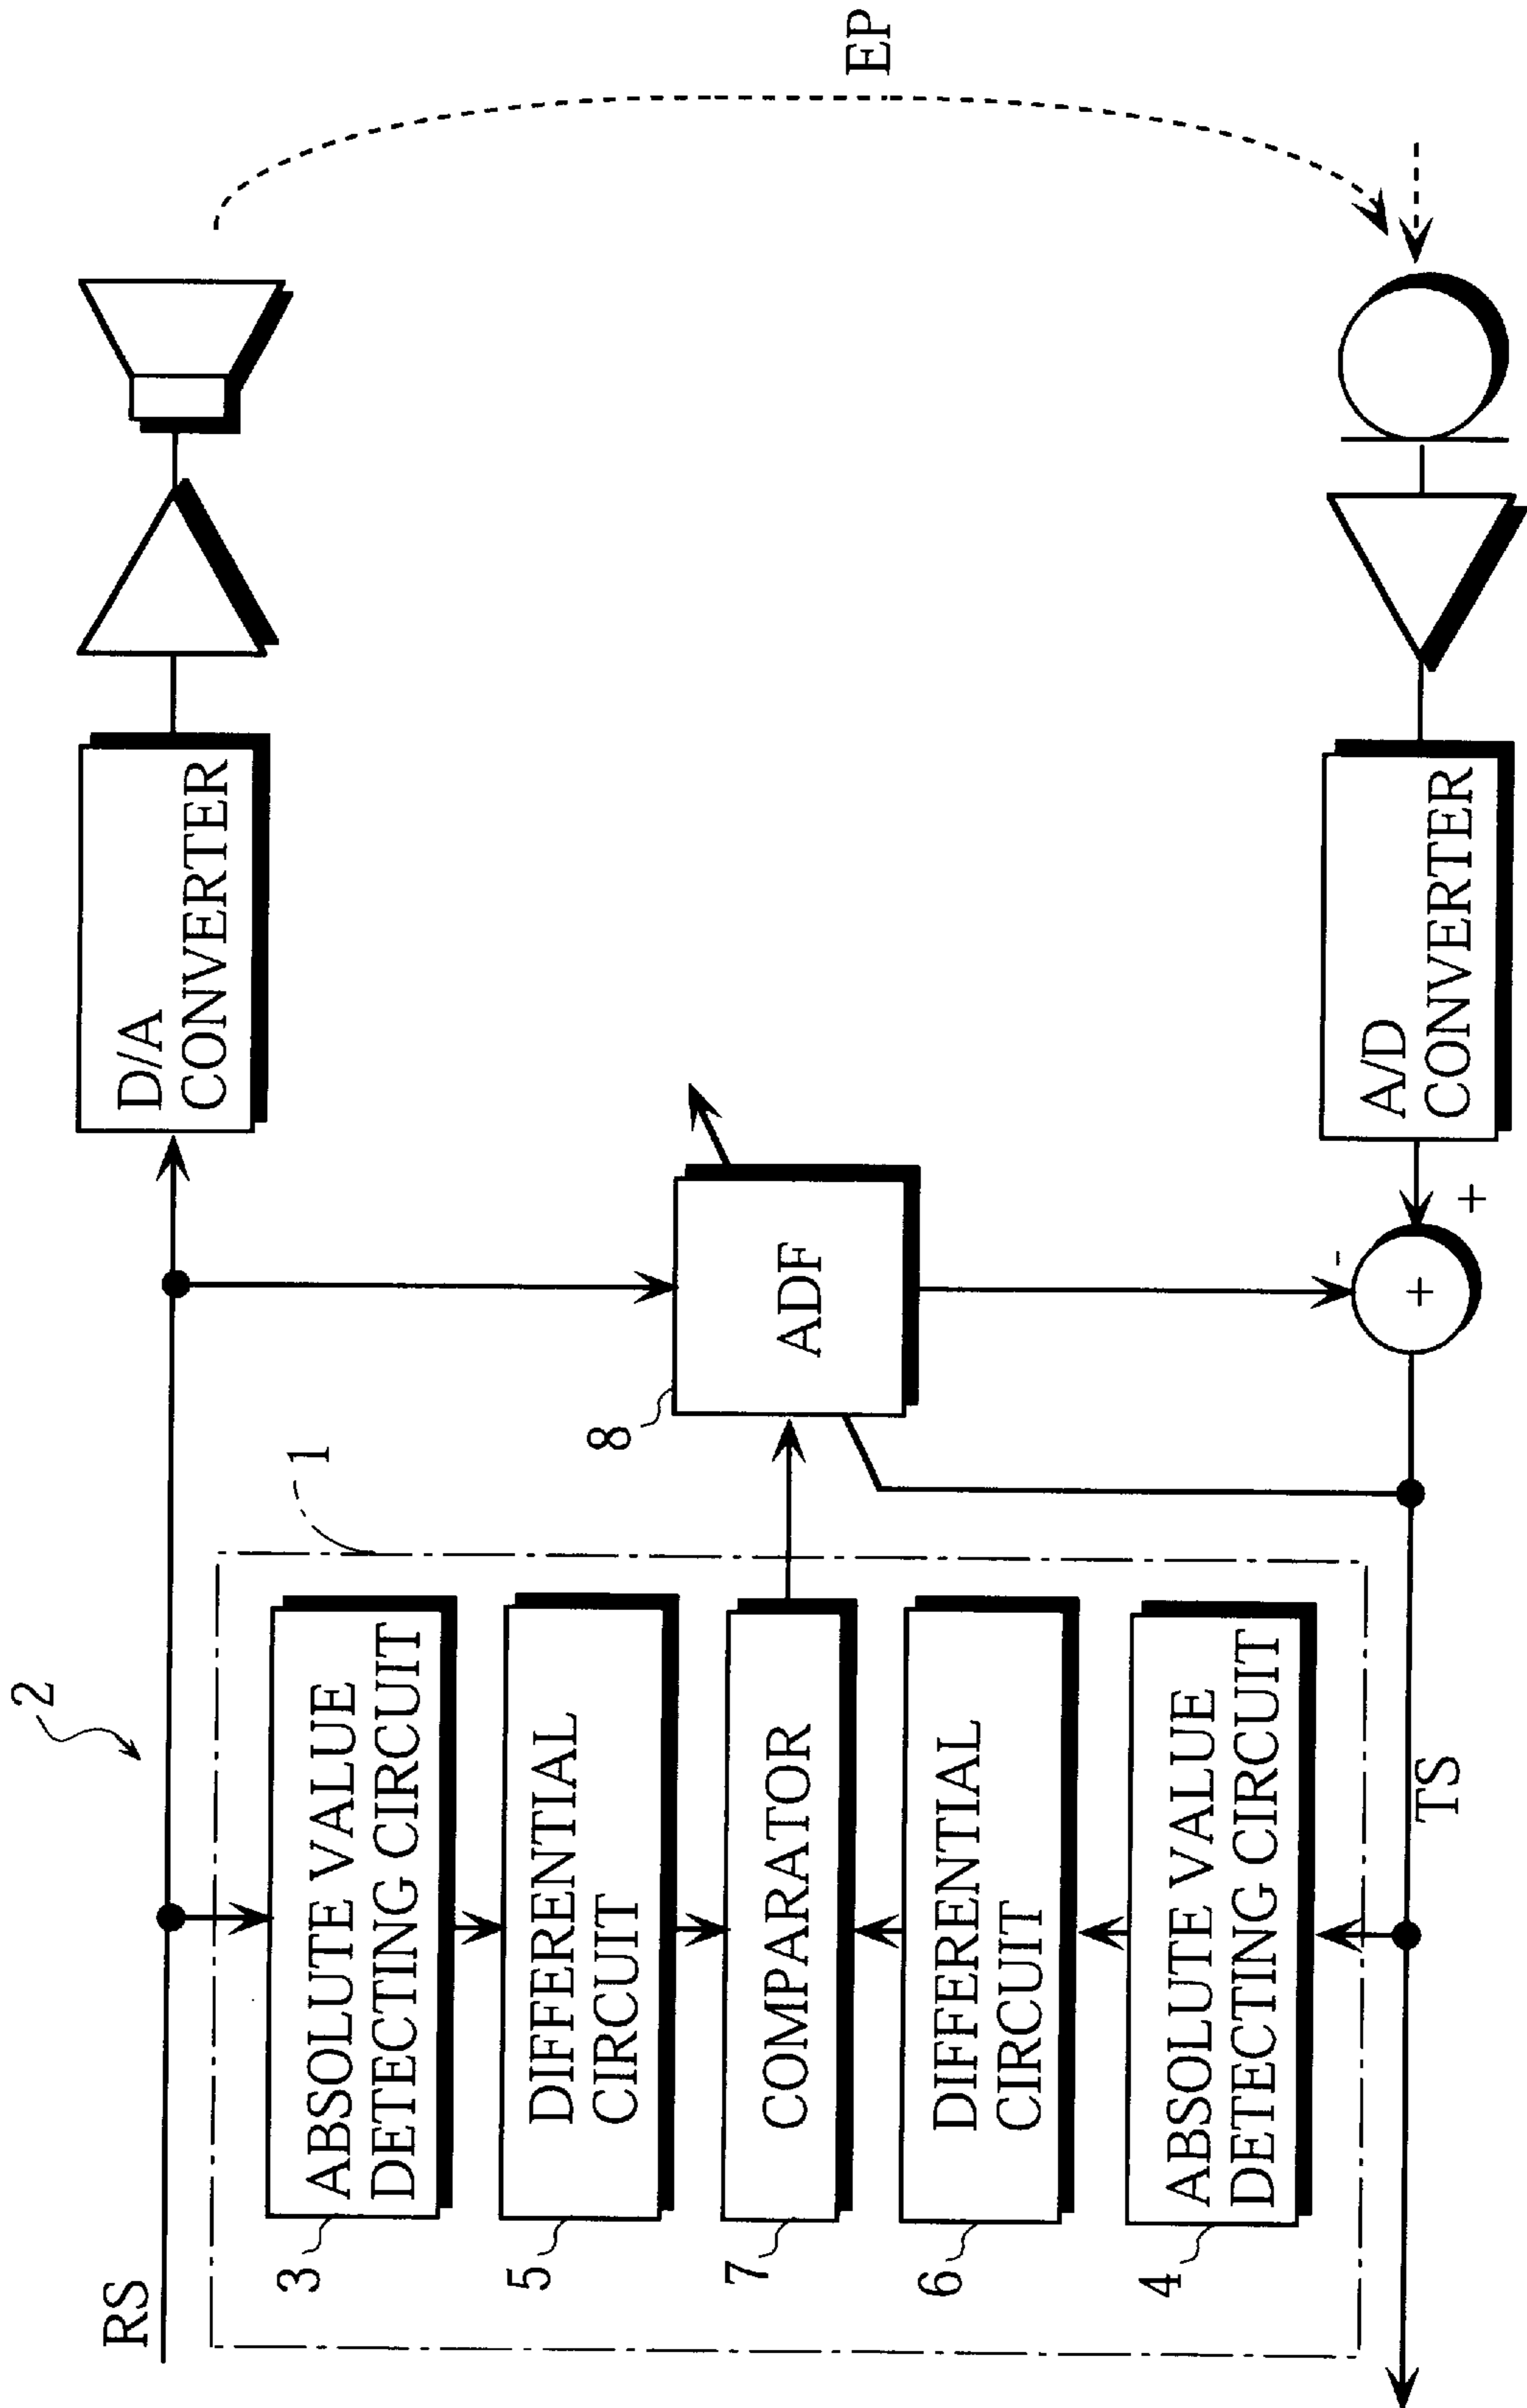 2
RS
1
3
ABSOLUTE VALUE
DETECTING CIRCUIT
5
DIFFERENTIAL
CIRCUIT
7
COMPARATOR
6
DIFFERENTIAL
CIRCUIT
4
ABSOLUTE VALUE
DETECTING CIRCUIT
TS
8
ADF
-
+
+
D/A
CONVERTER
A/D
CONVERTER
EP